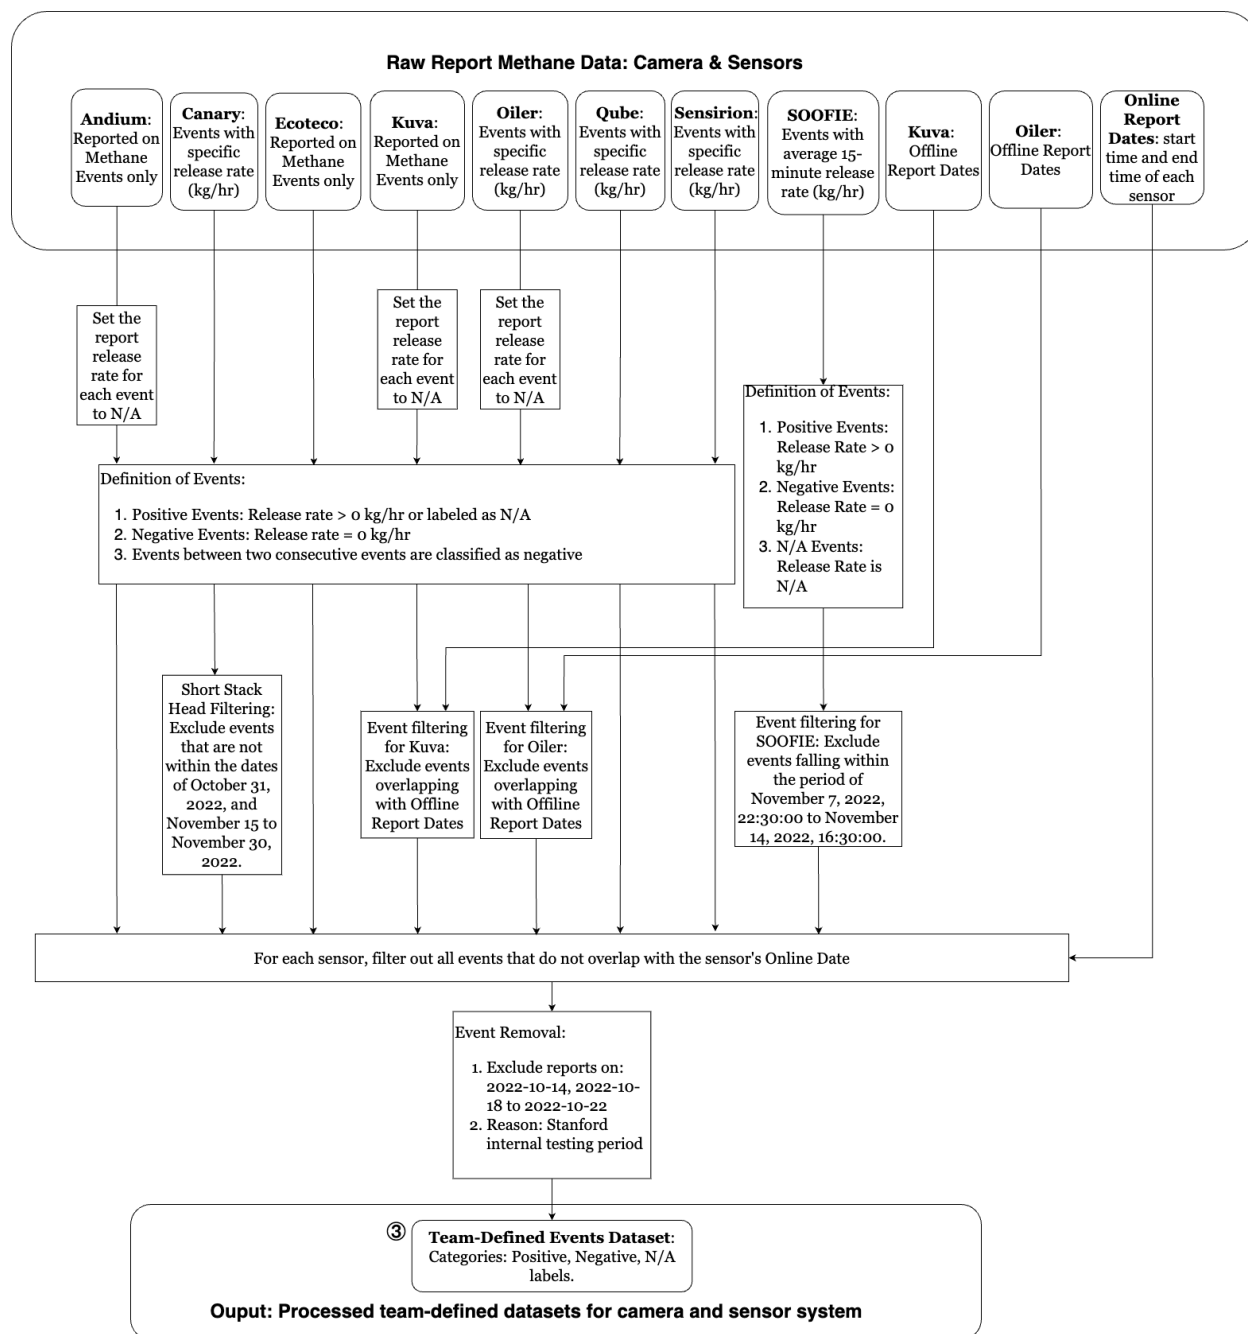 Raw Report Methane Data: Camera & Sensors
Andium:
Reported on
Methane
Events only
Canary:
Events with
specific
release rate
(kg/hr)
Ecoteco:
Reported on
Methane
Events only
Kuva:
Reported on
Methane
Events only
Oiler:
Events with
specific
release rate
(kg/hr)
Qube:
Events with
specific
release rate
(kg/hr)
Sensirion:
Events with
specific
release rate
(kg/hr)
SOOFIE:
Events with
average 15-
minute release
rate (kg/hr)
Kuva:
Offline
Report Dates
Oiler:
Offline Report
Dates
Online
Report
Dates: start
time and end
time of each
sensor
Set the
report
release
rate for
each event
to N/A
Set the
report
release
rate for
each event
to N/A
Set the
report
release
rate for
each event
to N/A
Definition of Events:
1. Positive Events:
Release Rate > 0
kg/hr
2. Negative Events:
Release Rate = 0
kg/hr
3. N/A Events:
Release Rate is
N/A
Definition of Events:
1. Positive Events: Release rate > 0 kg/hr or labeled as N/A
2. Negative Events: Release rate = 0 kg/hr
3. Events between two consecutive events are classified as negative
Short Stack
Head Filtering:
Exclude events
that are not
within the dates
of October 31,
2022, and
November 15 to
November 30,
2022.
Event filtering
for Kuva:
Exclude events
overlapping
with Offline
Report Dates
Event filtering
for Oiler:
Exclude events
overlapping
with Offiline
Report Dates
Event filtering for
SOOFIE: Exclude
events falling within
the period of
November 7, 2022,
22:30:00 to November
14, 2022, 16:30:00.
For each sensor, filter out all events that do not overlap with the sensor's Online Date
Event Removal:
1. Exclude reports on:
2022-10-14, 2022-10-
18 to 2022-10-22
2. Reason: Stanford
internal testing period
③
Team-Defined Events Dataset:
Categories: Positive, Negative, N/A
labels.
Ouput: Processed team-defined datasets for camera and sensor system